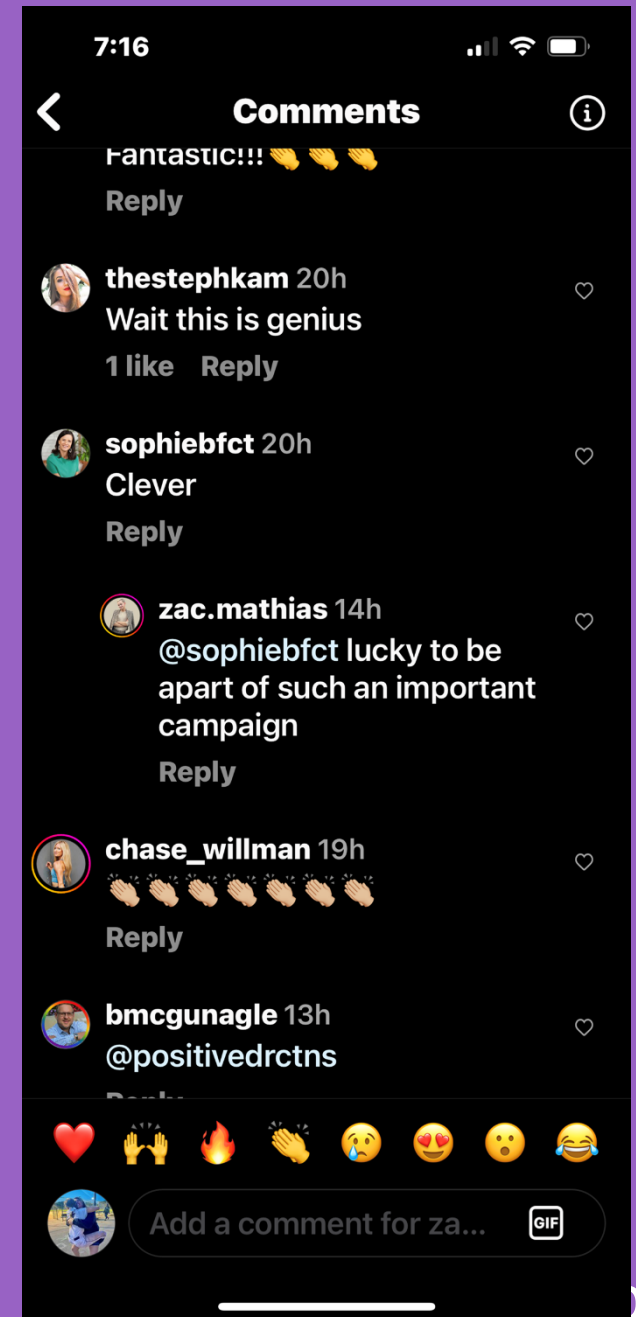 7:16
Comments
Fantastic!!!👏👏👏
Reply
thestephkam 20h
Wait this is genius
1 like Reply
sophiebfct 20h
Clever
Reply
zac.mathias 14h
@sophiebfct lucky to be
apart of such an important
campaign
Reply
chase_willman 19h
👏🏼👏🏼👏🏼👏🏼👏🏼👏🏼👏🏼
Reply
bmcgunagle 13h
@positivedrctns
Reply
❤️🙌🔥👏😢😍😮😂
Add a comment for za...
GIF